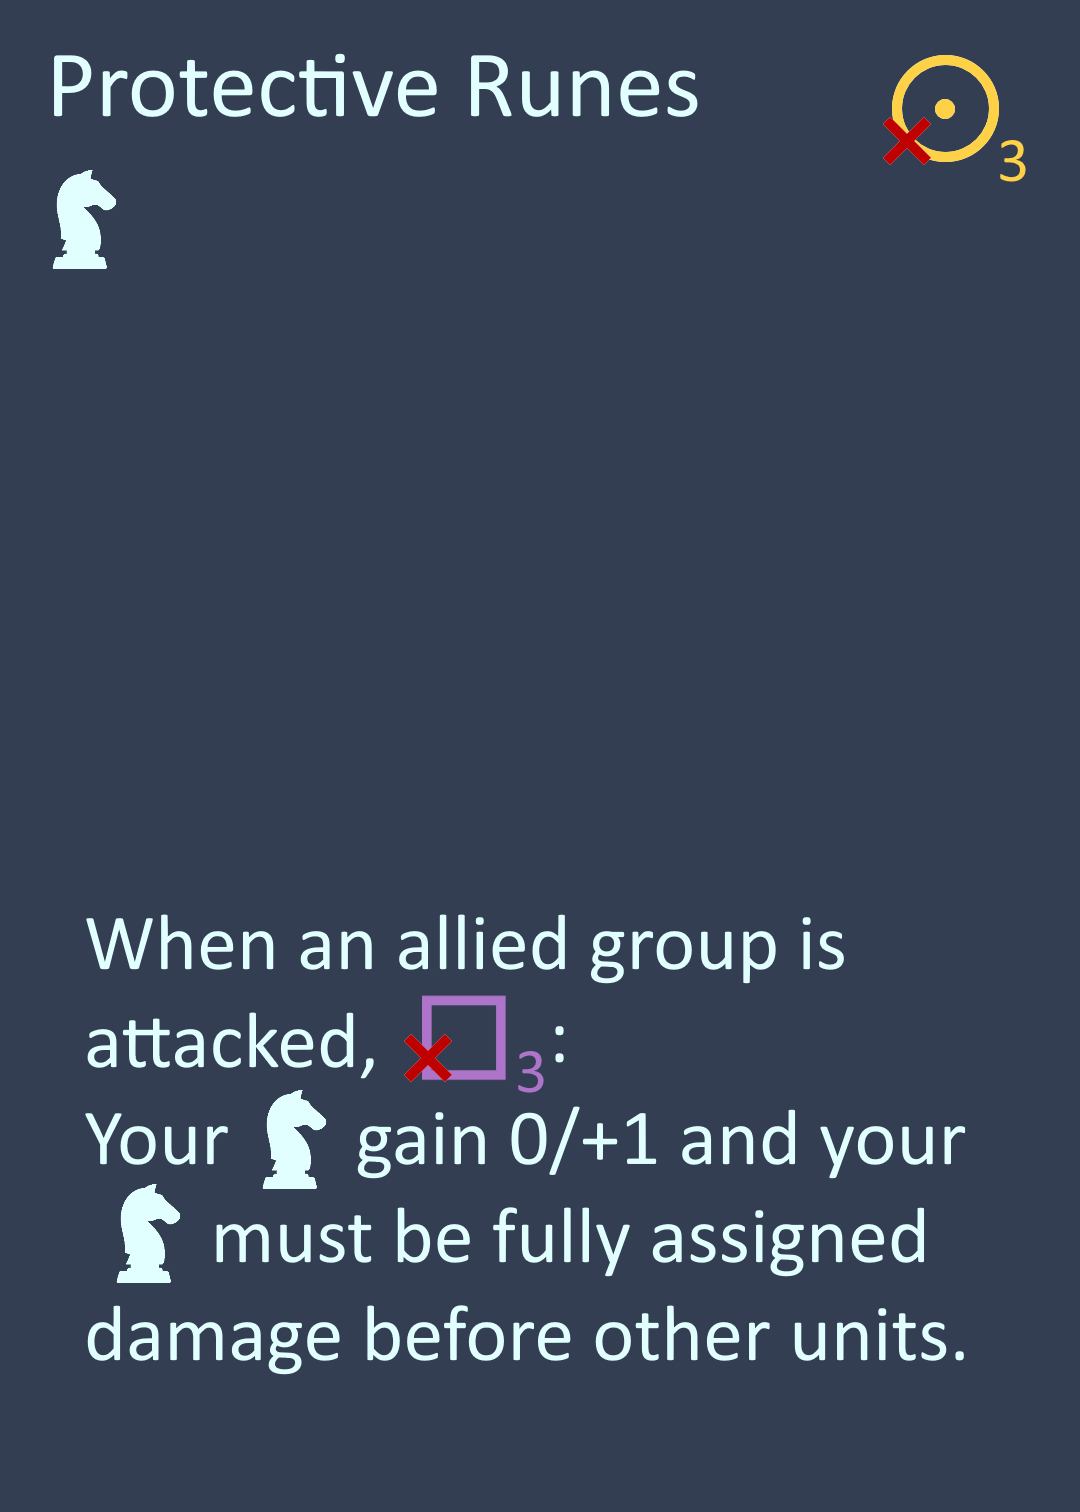 Protective Runes
3
When an allied group is
attacked, 3:
Your gain 0/+1 and your
must be fully assigned
damage before other units.